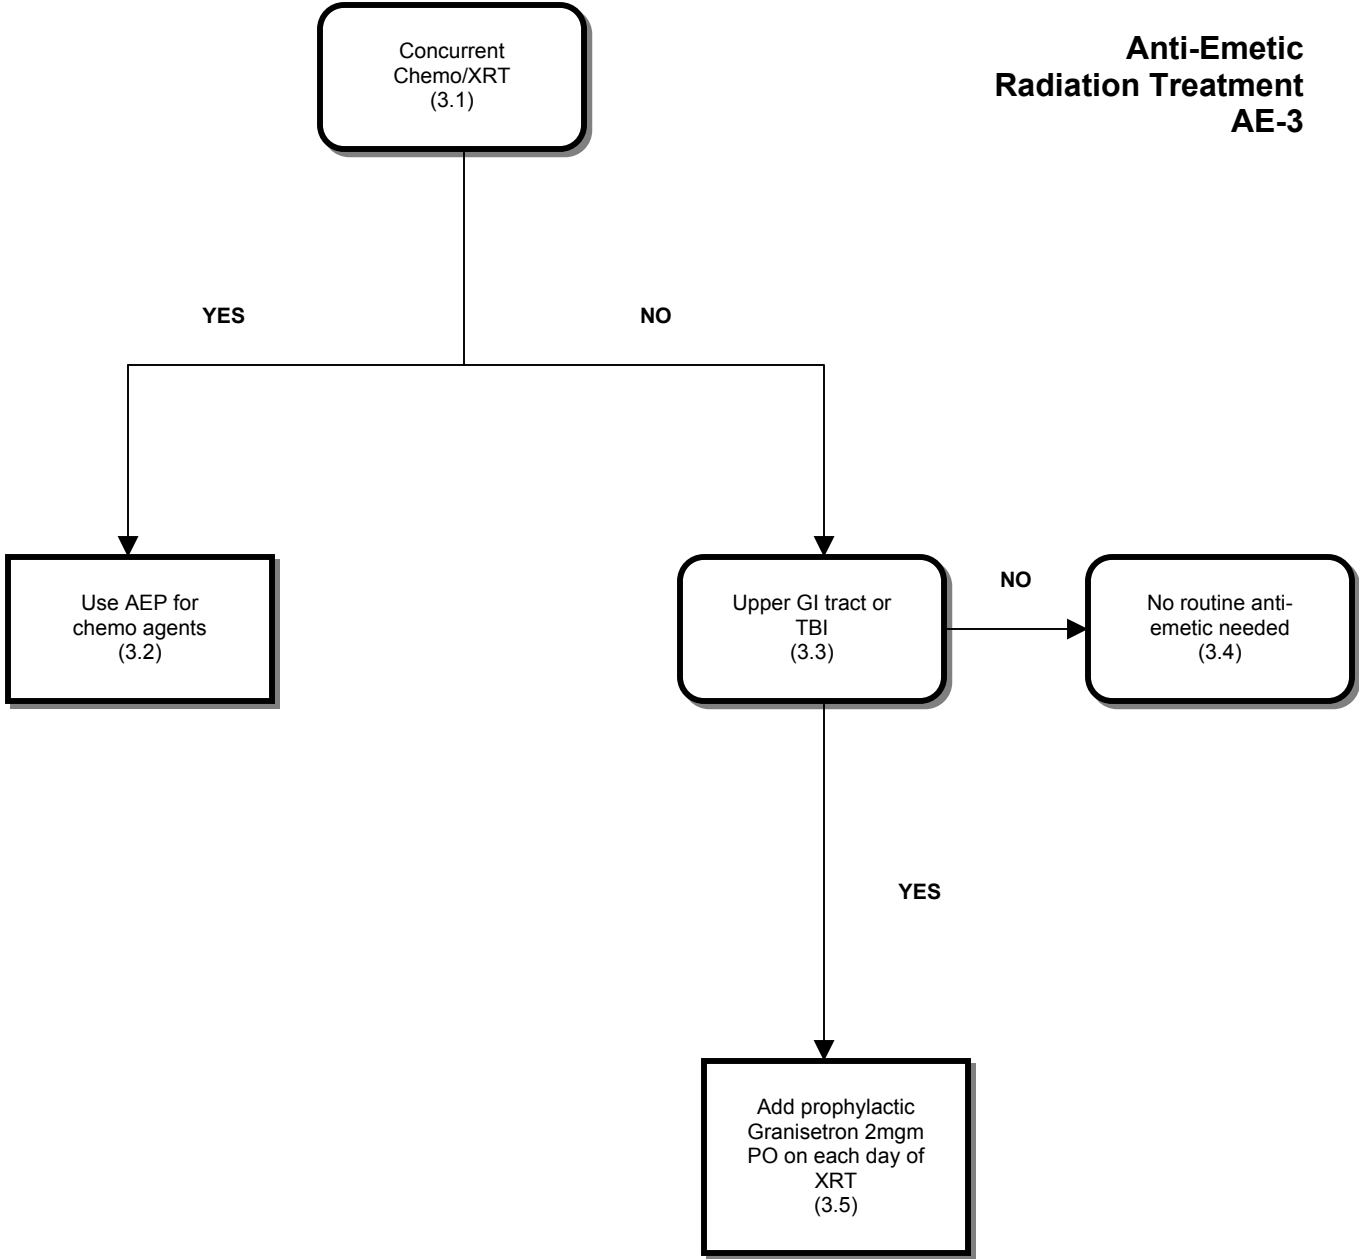 Anti-Emetic
Radiation Treatment
AE-3
Concurrent
Chemo/XRT
(3.1)
YES
NO
Use AEP for
chemo agents
(3.2)
Upper GI tract or
TBI
(3.3)
NO
No routine anti-
emetic needed
(3.4)
YES
Add prophylactic
Granisetron 2mgm
PO on each day of
XRT
(3.5)